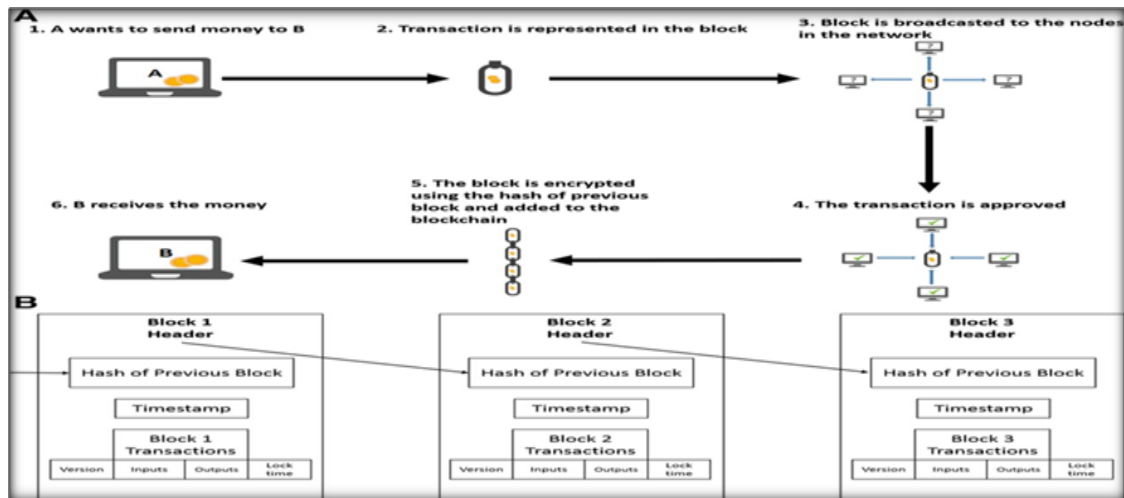 A
1. A wants to send money to B
2. Transaction is represented in the block
3. Block is broadcasted to the nodes
in the network
A
?
?
?
?
4. The transaction is approved
5. The block is encrypted
using the hash of previous
block and added to the
blockchain
6. B receives the money
B
B
Block 1
Header
Hash of Previous Block
Timestamp
Block 1
Transactions
Version
Inputs
Outputs
Lock
time
Block 2
Header
Hash of Previous Block
Timestamp
Block 2
Transactions
Version
Inputs
Outputs
Lock
time
Block 3
Header
Hash of Previous Block
Timestamp
Block 3
Transactions
Version
Inputs
Outputs
Lock
time